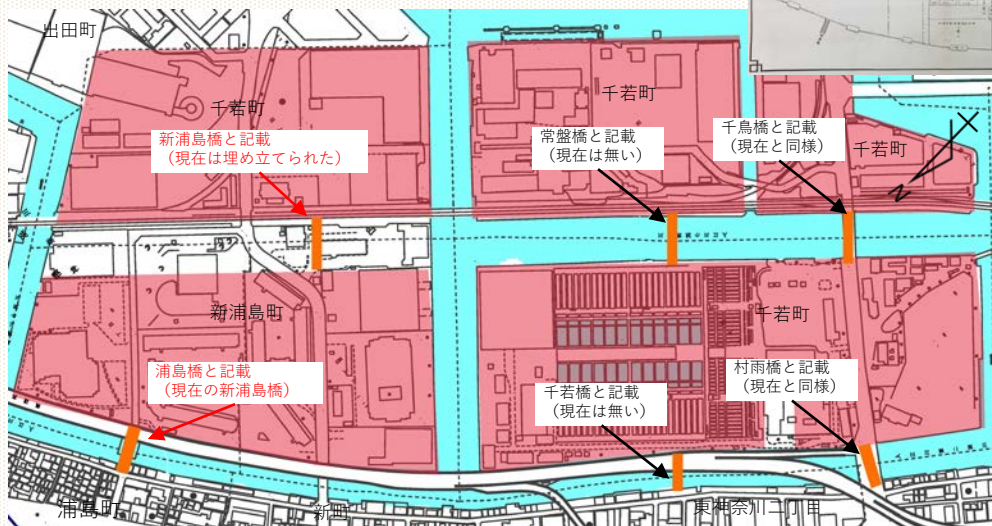 出田町
千若町
千若町
千若町
新浦島橋と記載
（現在は埋め立てられた）
常盤橋と記載
（現在は無い）
千鳥橋と記載
（現在と同様）
N
新浦島町
千若町
浦島橋と記載
（現在の新浦島橋）
千若橋と記載
（現在は無い）
村雨橋と記載
（現在と同様）
浦島町
新町
東神奈川二丁目